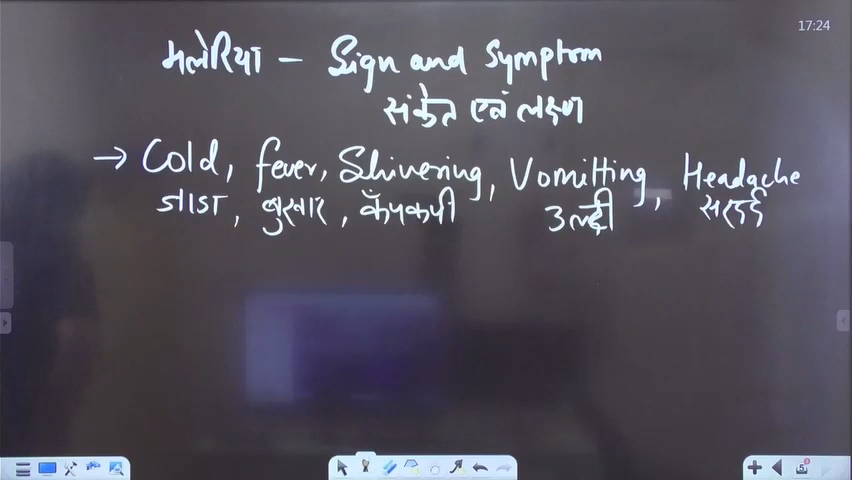 17:24
मलेरिया - Sign and Symptom
संकेत एवं लक्षण
→ Cold, fever, Shivering, Vomitting, Headache
जाडा, बुखार, कँपकपी उल्टी सरदर्द